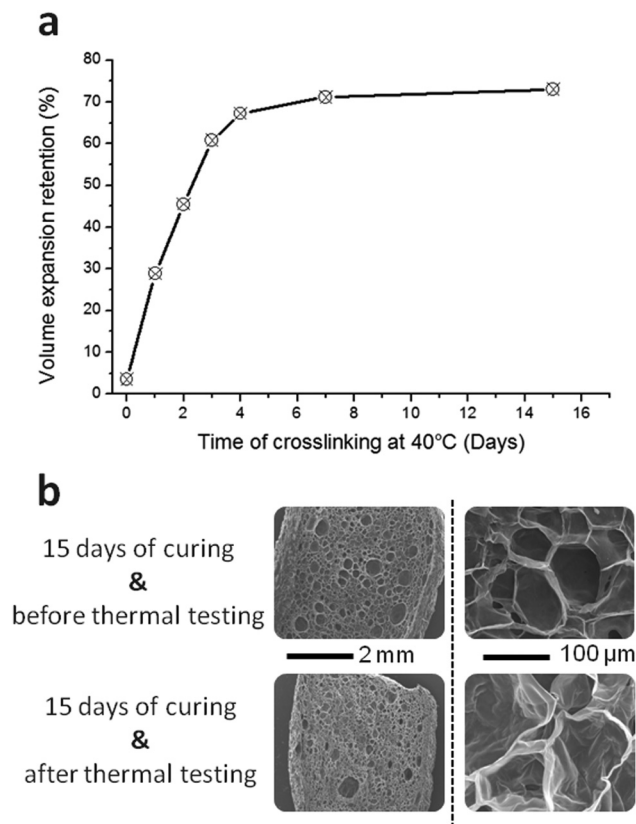 a
Volume expansion retention (%)
80
70
60
50
40
30
20
10
0
0 2 4 6 8 10 12 14 16
Time of crosslinking at 40°C (Days)
b
15 days of curing
&
before thermal testing
2 mm
100 µm
15 days of curing
&
after thermal testing